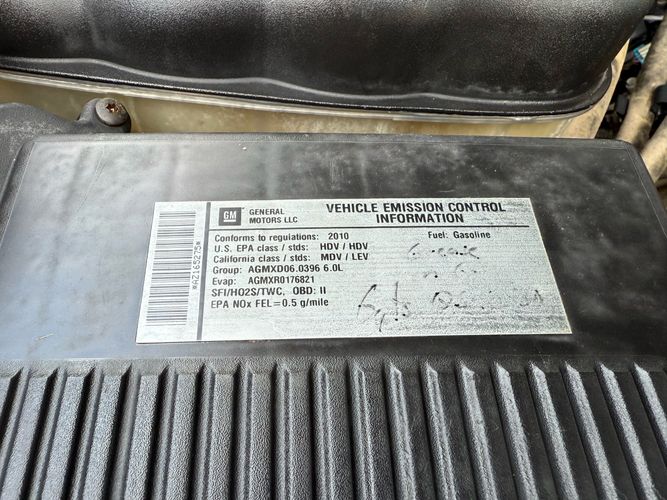 GM
GENERAL MOTORS LLC
VEHICLE EMISSION CONTROL INFORMATION
Conforms to regulations: 2010
Fuel: Gasoline
U.S. EPA class / stds: HDV / HDV
California class / stds: MDV / LEV
Group: AGMXD06.0396 6.0L
Evap: AGMXR0176821
SFI/HO2S/TWC, OBD: II
EPA NOx FEL=0.5 g/mile
*AZ165275*